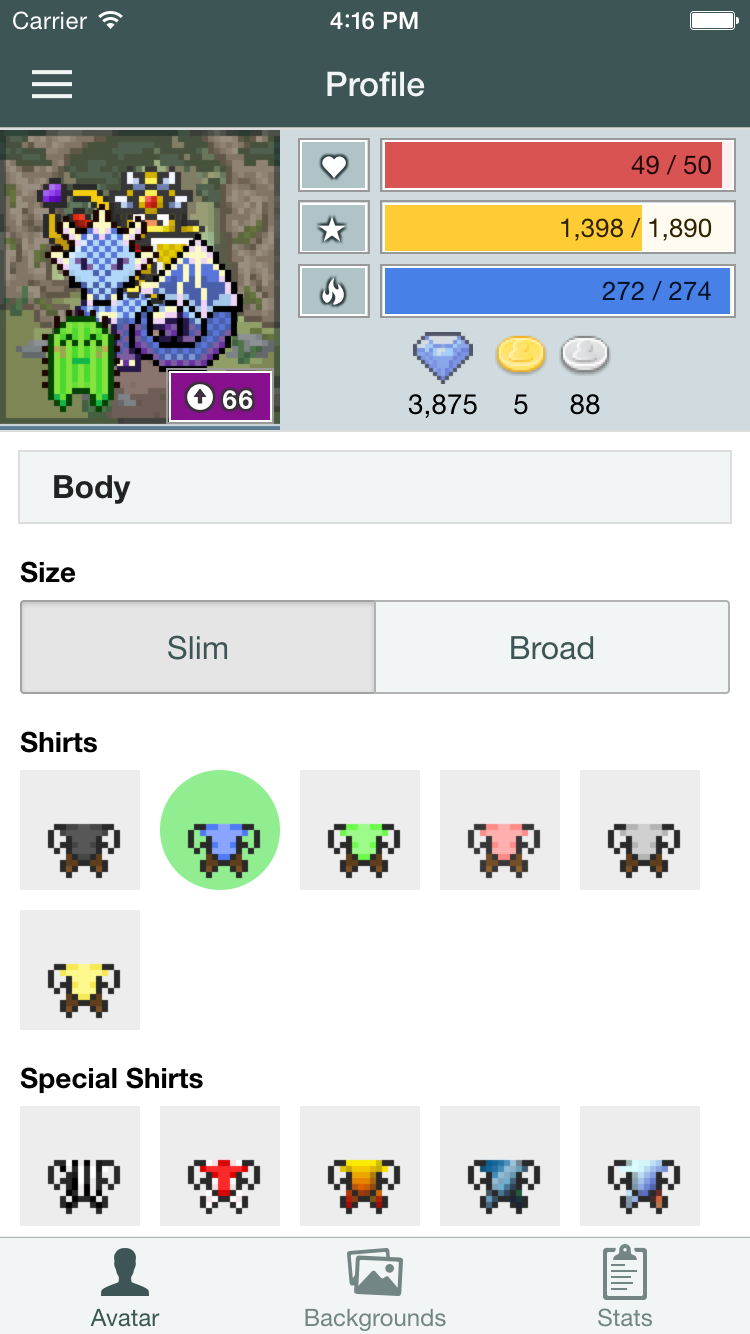 Carrier 4:16 PM
Profile
49 / 50
1,398 / 1,890
272 / 274
66
3,875 5 88
Body
Size
Slim Broad
Shirts
Special Shirts
Avatar Backgrounds Stats